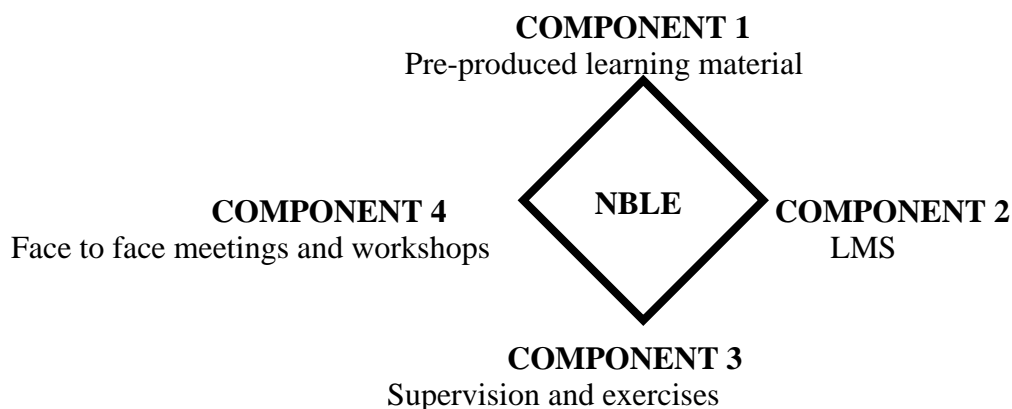 COMPONENT 1
Pre-produced learning material
NBLE
COMPONENT 4
Face to face meetings and workshops
COMPONENT 2
LMS
COMPONENT 3
Supervision and exercises